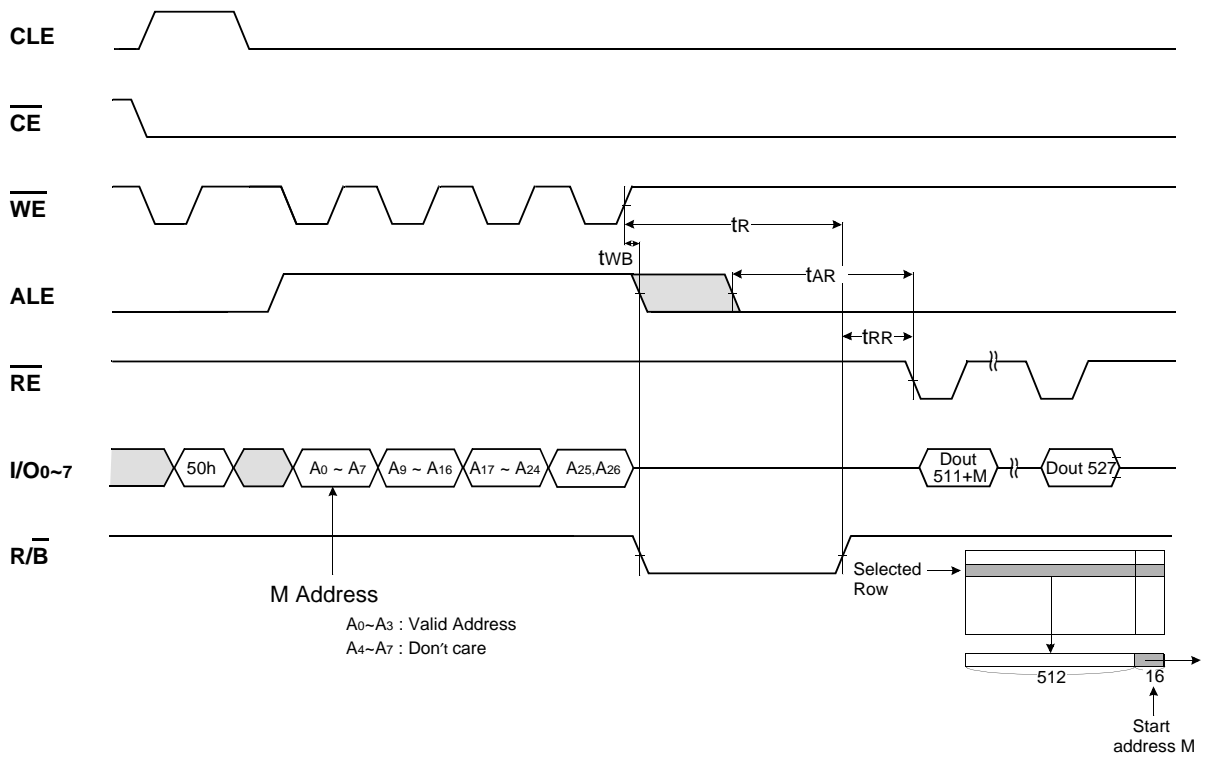 CLE
CE
WE
tR
tWB
ALE
tAR
tRR
RE
I/O0~7
50h
A0 ~ A7
A9 ~ A16
A17 ~ A24
A25,A26
Dout
511+M
Dout 527
R/B
M Address
A0~A3 : Valid Address
A4~A7 : Don't care
Selected
Row
512
16
Start
address M